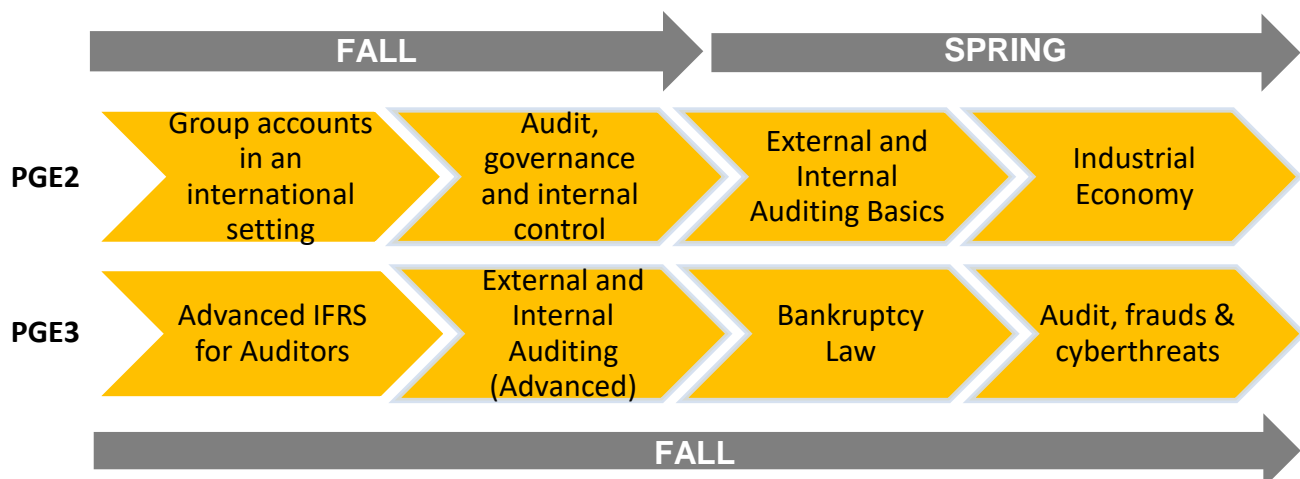 FALL
SPRING
PGE2
Group accounts
in an
international
setting
Audit,
governance
and internal
control
External and
Internal
Auditing Basics
Industrial
Economy
PGE3
Advanced IFRS
for Auditors
External and
Internal
Auditing
(Advanced)
Bankruptcy
Law
Audit, frauds &
cyberthreats
FALL